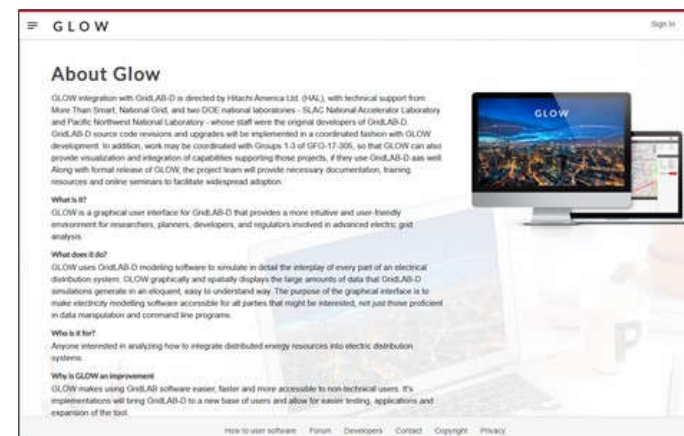 GLOW
Sign In
About Glow
GLOW integration with GridLAB-D is directed by Hitachi America Ltd. (HAL), with technical support from
More Than Smart, National Grid, and two DOE national laboratories - SLAC National Accelerator Laboratory
and Pacific Northwest National Laboratory - whose staff were the original developers of GridLAB-D.
GridLAB-D source code revisions and upgrades will be implemented in a coordinated fashion with GLOW
development. In addition, work may be coordinated with Groups 1-3 of GFO-17-305, so that GLOW can also
provide visualization and integration of capabilities supporting those projects, if they use GridLAB-D aas well.
Along with formal release of GLOW, the project team will provide necessary documentation, training
resources and online seminars to facilitate widespread adoption.
What is it?
GLOW is a graphical user interface for GridLAB-D that provides a more intuitive and user-friendly
environment for researchers, planners, developers, and regulators involved in advanced electric grid
analysis.
What does it do?
GLOW uses GridLAB-D modeling software to simulate in detail the interplay of every part of an electrical
distribution system. GLOW graphically and spatially displays the large amounts of data that GridLAB-D
simulations generate in an eloquent, easy to understand way. The purpose of the graphical interface is to
make electricity modelling software accessible for all parties that might be interested, not just those proficient
in data manipulation and command line programs.
Who is it for?
Anyone interested in analyzing how to integrate distributed energy resources into electric distribution
systems.
Why is GLOW an improvement
GLOW makes using GridLAB software easier, faster and more accessible to non-technical users. It's
implementations will bring GridLAB-D to a new base of users and allow for easier testing, applications and
expansion of the tool.
GLOW
P
How to user software Forum Developers Contact Copyright Privacy